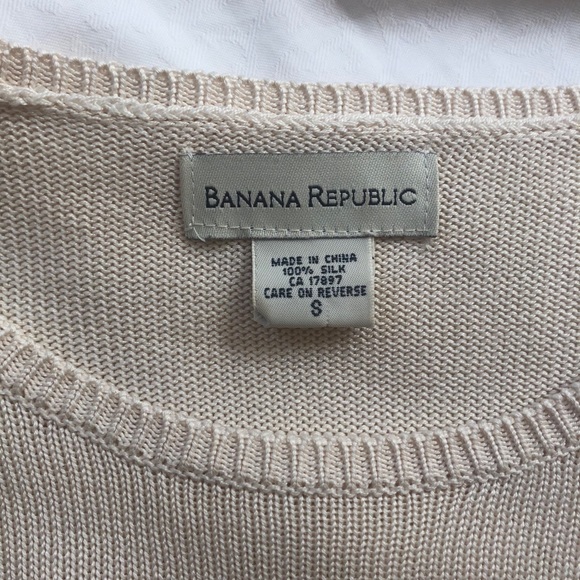 BANANA REPUBLIC
MADE IN CHINA
100% SILK
CA 17897
CARE ON REVERSE
S